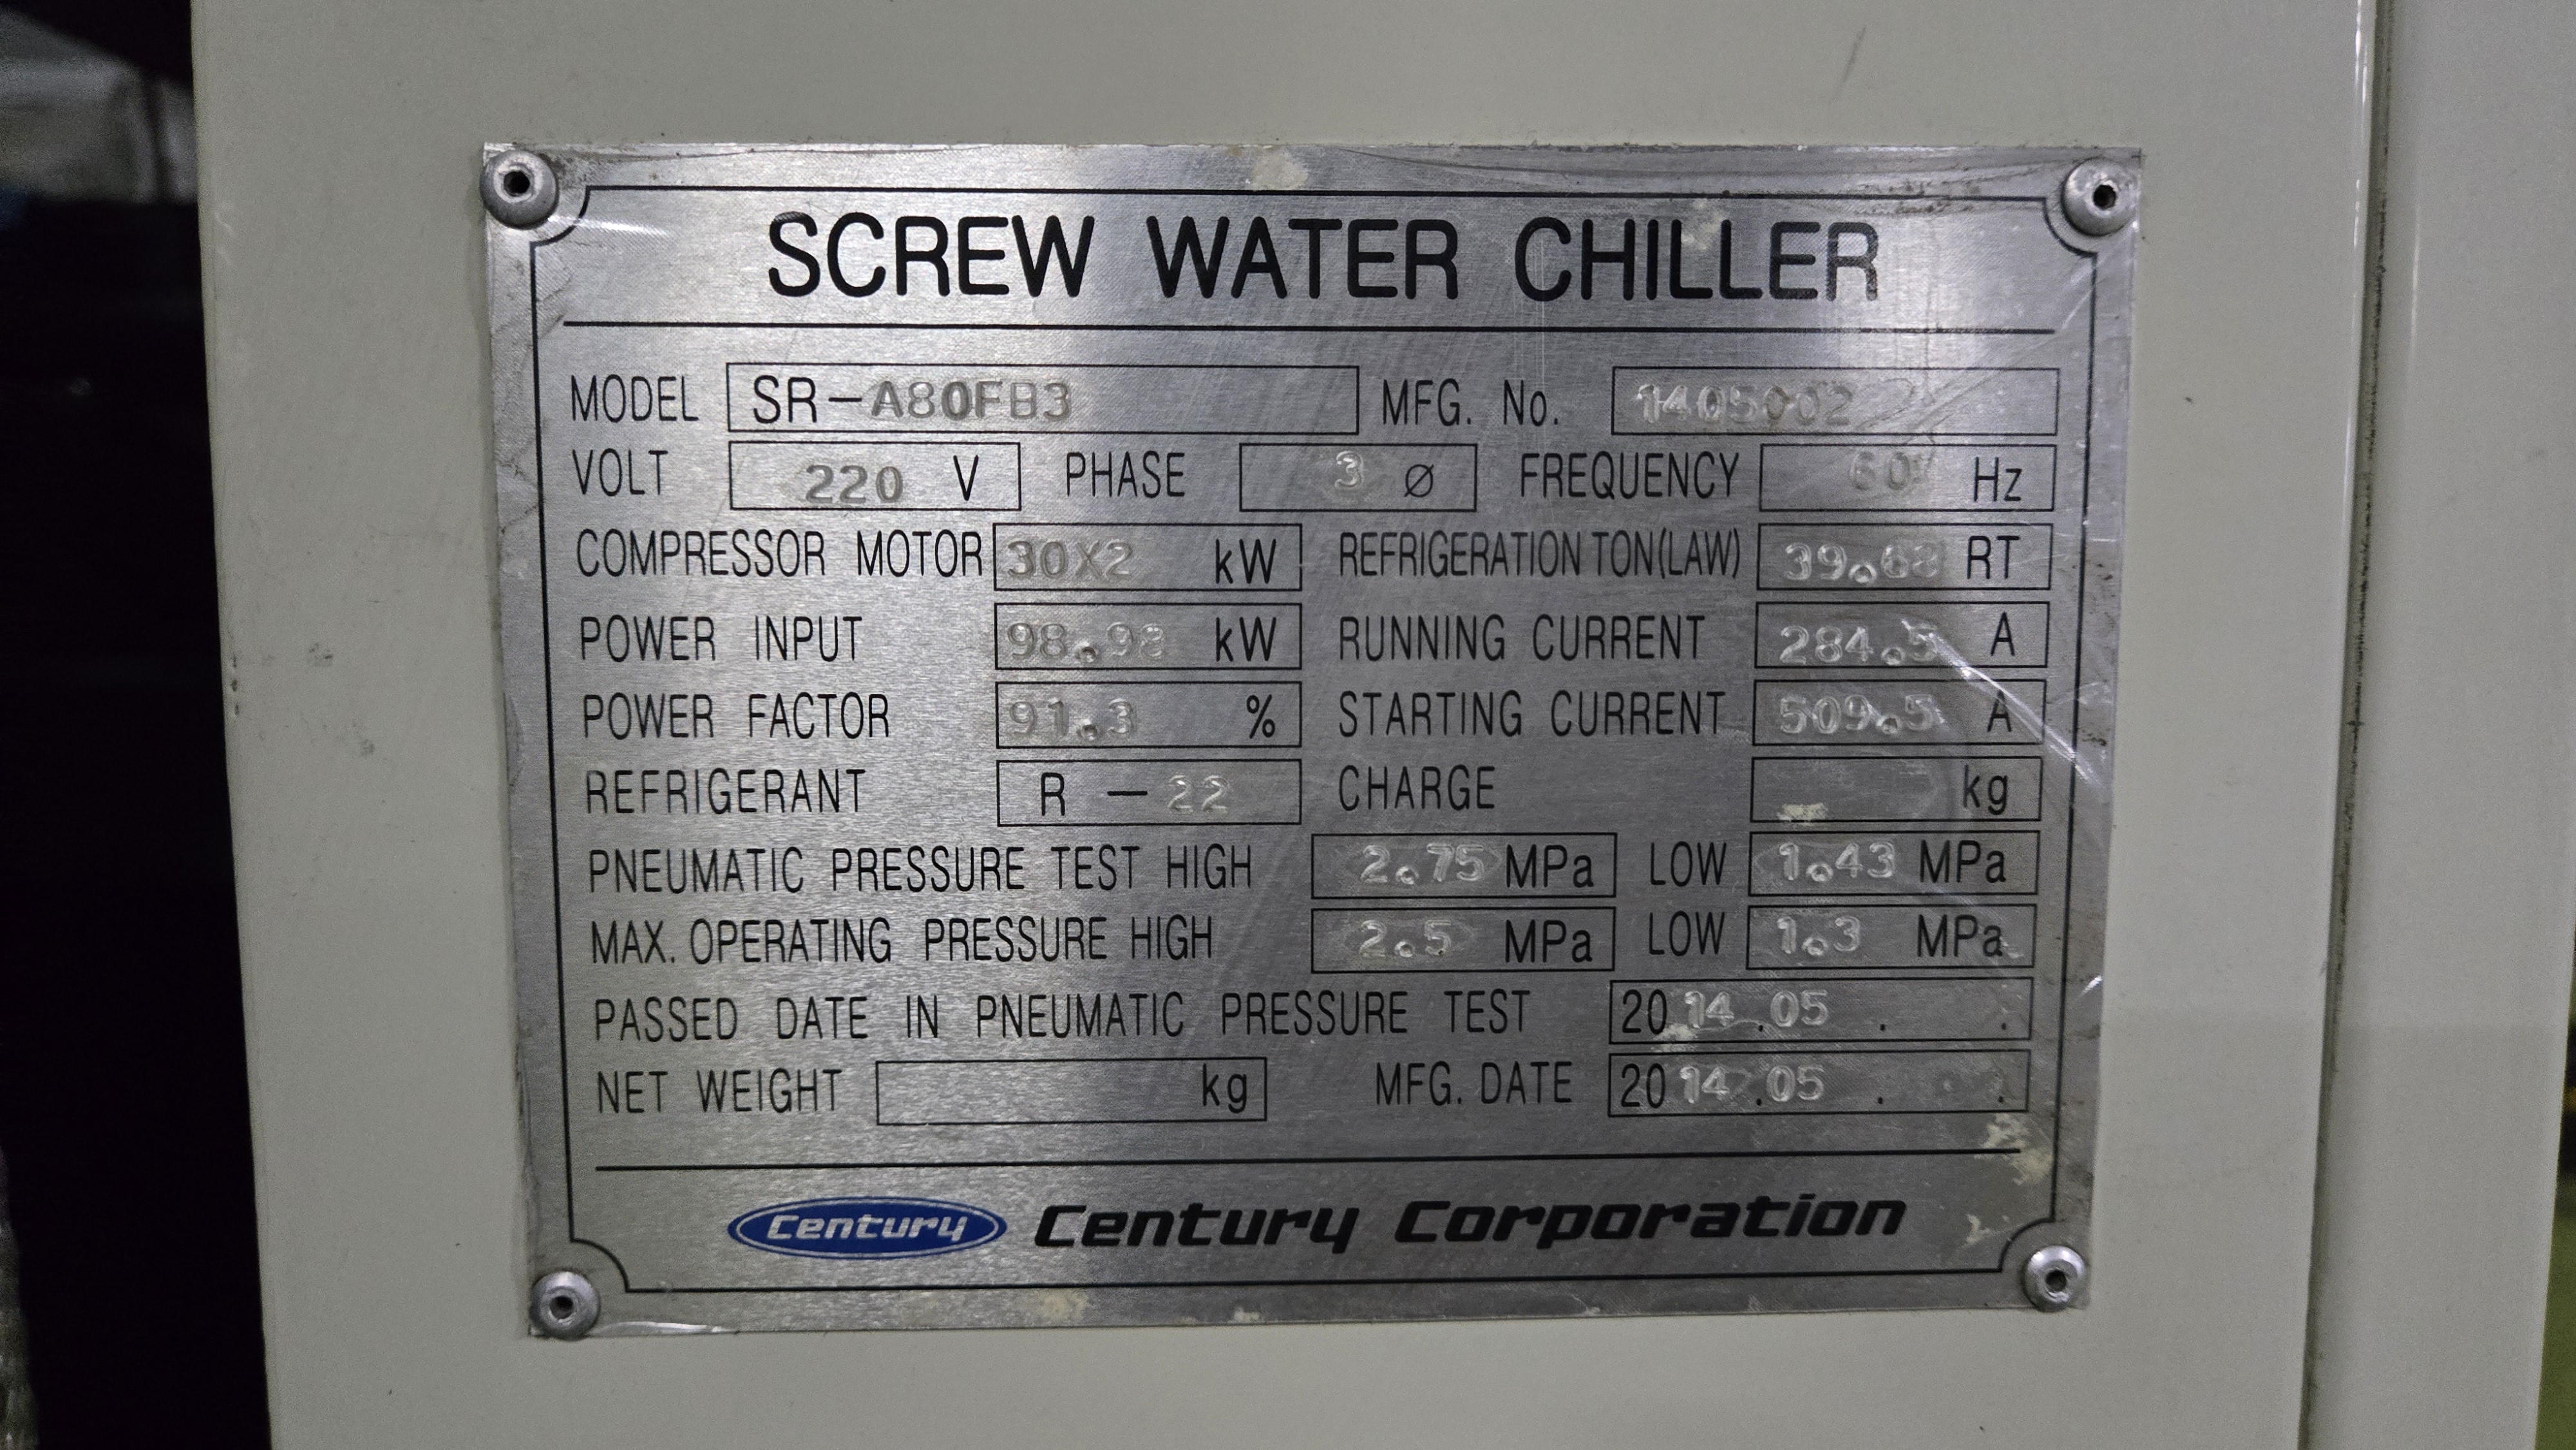 SCREW WATER CHILLER
MODEL SR-A80FB3 MFG. No. 1405002
VOLT 220 V PHASE 3 ø FREQUENCY 60 Hz
COMPRESSOR MOTOR 30X2 kW REFRIGERATION TON(LAW) 39.68 RT
POWER INPUT 98.98 kW RUNNING CURRENT 284.5 A
POWER FACTOR 91.3 % STARTING CURRENT 509.5 A
REFRIGERANT R - 22 CHARGE kg
PNEUMATIC PRESSURE TEST HIGH 2.75 MPa LOW 1.43 MPa
MAX. OPERATING PRESSURE HIGH 2.5 MPa LOW 1.3 MPa
PASSED DATE IN PNEUMATIC PRESSURE TEST 2014.05 . .
NET WEIGHT kg MFG. DATE 2014.05 . .
Century Century Corporation